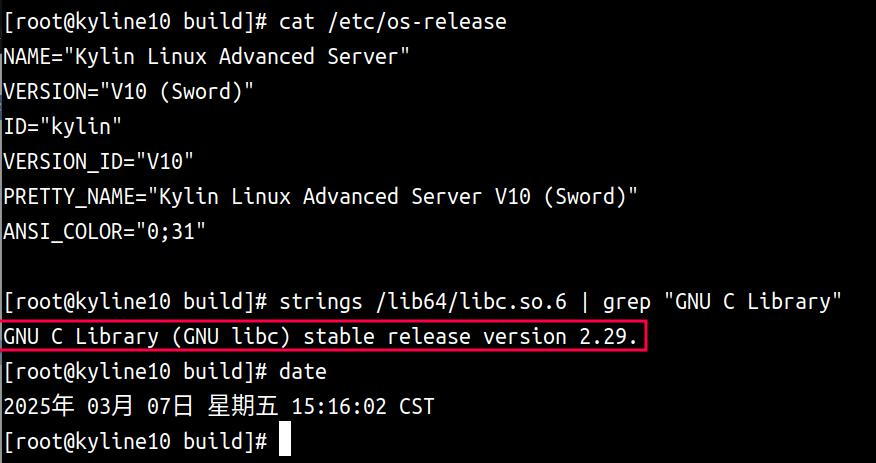 [root@kyline10 build]# cat /etc/os-release
NAME="Kylin Linux Advanced Server"
VERSION="V10 (Sword)"
ID="kylin"
VERSION_ID="V10"
PRETTY_NAME="Kylin Linux Advanced Server V10 (Sword)"
ANSI_COLOR="0;31"
[root@kyline10 build]# strings /lib64/libc.so.6 | grep "GNU C Library"
GNU C Library (GNU libc) stable release version 2.29.
[root@kyline10 build]# date
2025年 03月 07日 星期五 15:16:02 CST
[root@kyline10 build]#